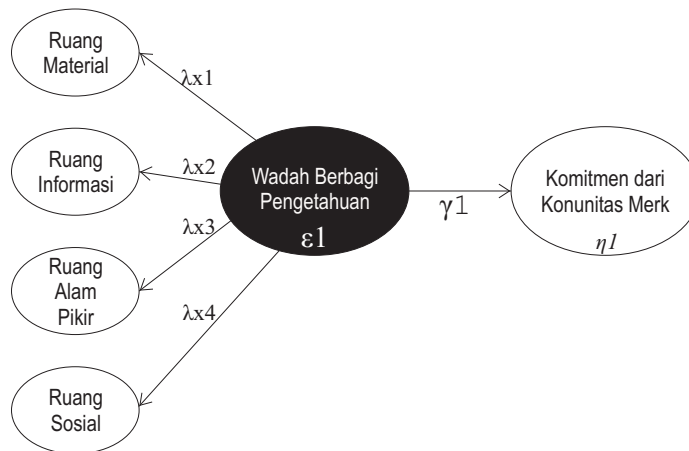 Ruang
Material
λx1
Ruang
Informasi
λx2
Wadah Berbagi
Pengetahuan
ε1
γ1
Komitmen dari
Konunitas Merk
η1
λx3
Ruang
Alam
Pikir
λx4
Ruang
Sosial